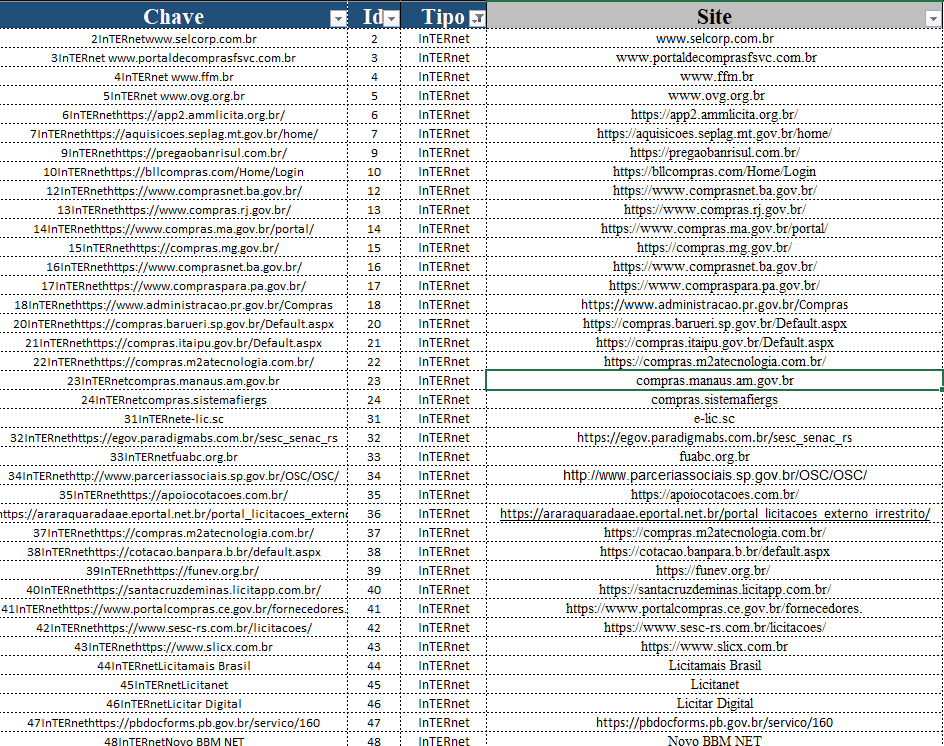 Chave Id Tipo Site
2InTERnetwww.selcorp.com.br 2 InTERnet www.selcorp.com.br
3InTERnet www.portaldecomprasfsvc.com.br 3 InTERnet www.portaldecomprasfsvc.com.br
4InTERnet www.ffm.br 4 InTERnet www.ffm.br
5InTERnet www.ovg.org.br 5 InTERnet www.ovg.org.br
6InTERnethttps://app2.ammlicita.org.br/ 6 InTERnet https://app2.ammlicita.org.br/
7InTERnethttps://aquisicoes.seplag.mt.gov.br/home/ 7 InTERnet https://aquisicoes.seplag.mt.gov.br/home/
9InTERnethttps://pregaobanrisul.com.br/ 9 InTERnet https://pregaobanrisul.com.br/
10InTERnethttps://bllcompras.com/Home/Login 10 InTERnet https://bllcompras.com/Home/Login
12InTERnethttps://www.comprasnet.ba.gov.br/ 12 InTERnet https://www.comprasnet.ba.gov.br/
13InTERnethttps://www.compras.rj.gov.br/ 13 InTERnet https://www.compras.rj.gov.br/
14InTERnethttps://www.compras.ma.gov.br/portal/ 14 InTERnet https://www.compras.ma.gov.br/portal/
15InTERnethttps://compras.mg.gov.br/ 15 InTERnet https://compras.mg.gov.br/
16InTERnethttps://www.comprasnet.ba.gov.br/ 16 InTERnet https://www.comprasnet.ba.gov.br/
17InTERnethttps://www.compraspara.pa.gov.br/ 17 InTERnet https://www.compraspara.pa.gov.br/
18InTERnethttps://www.administracao.pr.gov.br/Compras 18 InTERnet https://www.administracao.pr.gov.br/Compras
20InTERnethttps://compras.barueri.sp.gov.br/Default.aspx 20 InTERnet https://compras.barueri.sp.gov.br/Default.aspx
21InTERnethttps://compras.itaipu.gov.br/Default.aspx 21 InTERnet https://compras.itaipu.gov.br/Default.aspx
22InTERnethttps://compras.m2atecnologia.com.br/ 22 InTERnet https://compras.m2atecnologia.com.br/
23InTERnetcompras.manaus.am.gov.br 23 InTERnet compras.manaus.am.gov.br
24InTERnetcompras.sistemafiergs 24 InTERnet compras.sistemafiergs
31InTERnete-lic.sc 31 InTERnet e-lic.sc
32InTERnethttps://egov.paradigmabs.com.br/sesc_senac_rs 32 InTERnet https://egov.paradigmabs.com.br/sesc_senac_rs
33InTERnetfuabc.org.br 33 InTERnet fuabc.org.br
34InTERnethttp://www.parceriassociais.sp.gov.br/OSC/OSC/ 34 InTERnet http://www.parceriassociais.sp.gov.br/OSC/OSC/
35InTERnethttps://apoiocotacoes.com.br/ 35 InTERnet https://apoiocotacoes.com.br/
https://araraquaradaae.eportal.net.br/portal_licitacoes_extern 36 InTERnet https://araraquaradaae.eportal.net.br/portal_licitacoes_externo_irrestrito/
37InTERnethttps://compras.m2atecnologia.com.br/ 37 InTERnet https://compras.m2atecnologia.com.br/
38InTERnethttps://cotacao.banpara.b.br/default.aspx 38 InTERnet https://cotacao.banpara.b.br/default.aspx
39InTERnethttps://funev.org.br/ 39 InTERnet https://funev.org.br/
40InTERnethttps://santacruzdeminas.licitapp.com.br/ 40 InTERnet https://santacruzdeminas.licitapp.com.br/
41InTERnethttps://www.portalcompras.ce.gov.br/fornecedores. 41 InTERnet https://www.portalcompras.ce.gov.br/fornecedores.
42InTERnethttps://www.sesc-rs.com.br/licitacoes/ 42 InTERnet https://www.sesc-rs.com.br/licitacoes/
43InTERnethttps://www.slicx.com.br 43 InTERnet https://www.slicx.com.br
44InTERnetLicitamais Brasil 44 InTERnet Licitamais Brasil
45InTERnetLicitanet 45 InTERnet Licitanet
46InTERnetLicitar Digital 46 InTERnet Licitar Digital
47InTERnethttps://pbdocforms.pb.gov.br/servico/160 47 InTERnet https://pbdocforms.pb.gov.br/servico/160
48InTERnetNovo BBM NET 48 InTERnet Novo BBM NET